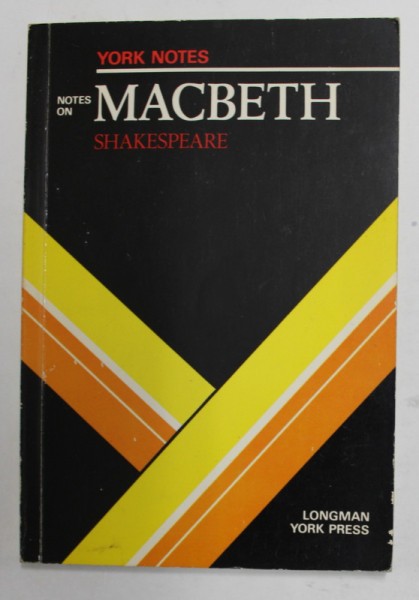 YORK NOTES
NOTES
ON
MACBETH
SHAKESPEARE
LONGMAN
YORK PRESS